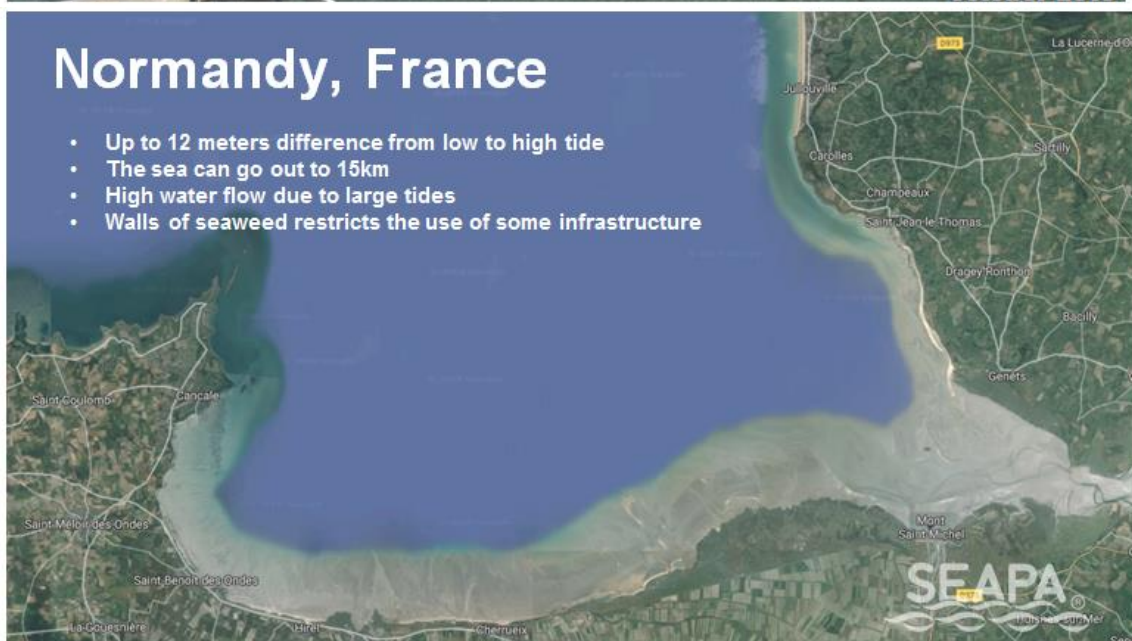 Normandy, France
• Up to 12 meters difference from low to high tide
• The sea can go out to 15km
• High water flow due to large tides
• Walls of seaweed restricts the use of some infrastructure
D973
La Lucerne-d'O
Jullouville
Sartilly
Carolles
Champeaux
Saint-Jean-le-Thomas
Dragey-Ronthon
Bacilly
Genêts
Cancale
Saint-Coulomb
Saint-Méloir-des-Ondes
Mont
Saint-Michel
Saint-Benoît-des-Ondes
SEAPA®
La Gouesnière
Hirel
Cherrueix